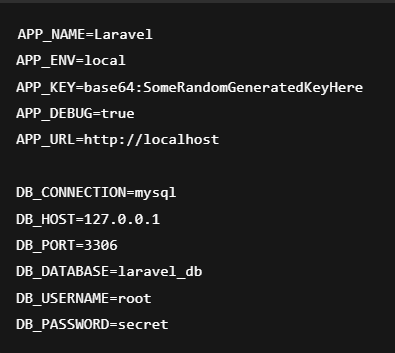 APP_NAME=Laravel
APP_ENV=local
APP_KEY=base64:SomeRandomGeneratedKeyHere
APP_DEBUG=true
APP_URL=http://localhost

DB_CONNECTION=mysql
DB_HOST=127.0.0.1
DB_PORT=3306
DB_DATABASE=laravel_db
DB_USERNAME=root
DB_PASSWORD=secret